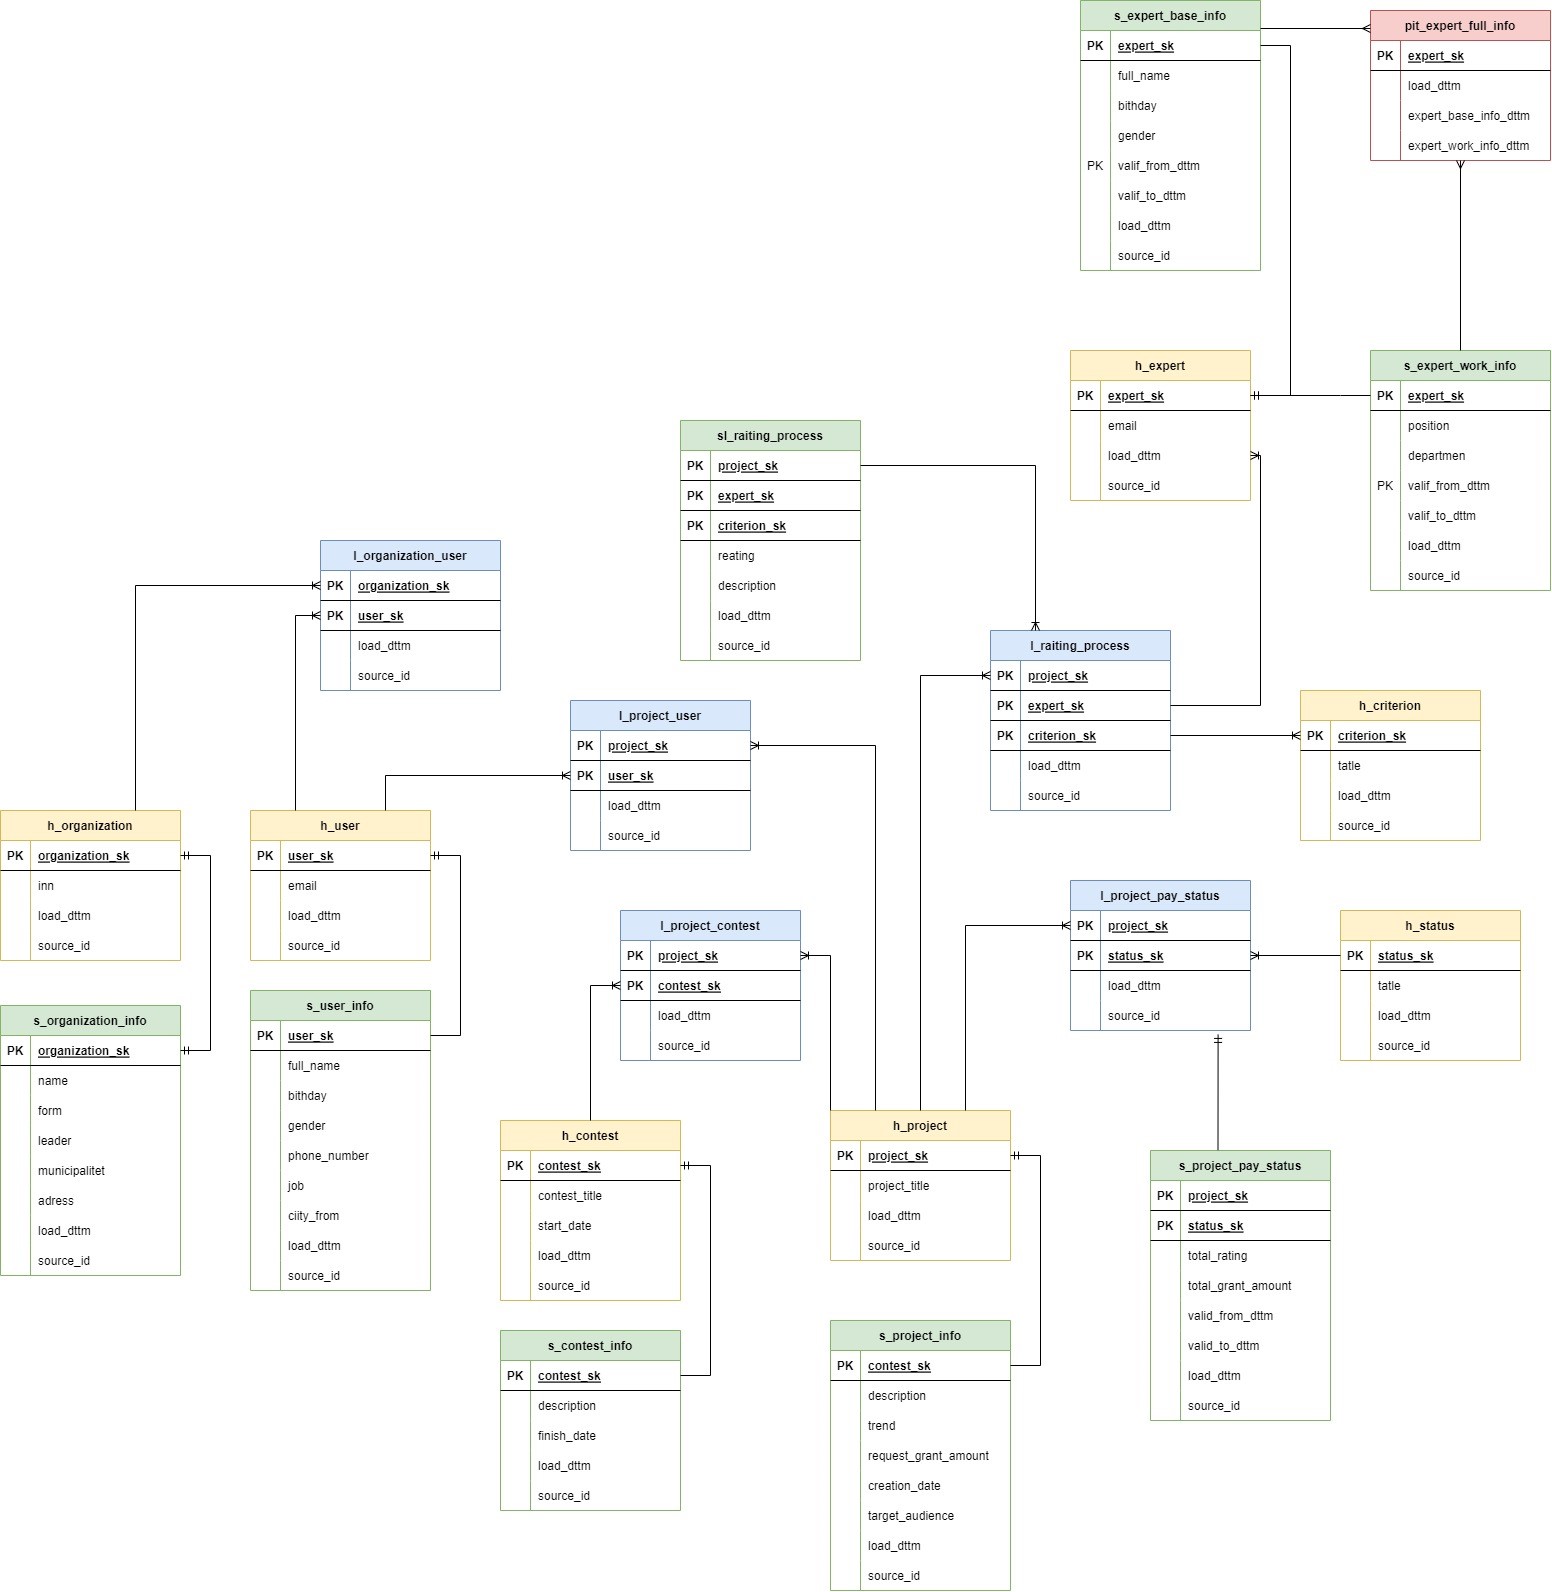 s_expert_base_info
PK expert_sk
full_name
bithday
gender
PK valif_from_dttm
valif_to_dttm
load_dttm
source_id
pit_expert_full_info
PK expert_sk
load_dttm
expert_base_info_dttm
expert_work_info_dttm
h_expert
PK expert_sk
email
load_dttm
source_id
s_expert_work_info
PK expert_sk
position
departmen
PK valif_from_dttm
valif_to_dttm
load_dttm
source_id
sl_raiting_process
PK project_sk
PK expert_sk
PK criterion_sk
reating
description
load_dttm
source_id
l_organization_user
PK organization_sk
PK user_sk
load_dttm
source_id
l_raiting_process
PK project_sk
PK expert_sk
PK criterion_sk
load_dttm
source_id
h_criterion
PK criterion_sk
tatle
load_dttm
source_id
l_project_user
PK project_sk
PK user_sk
load_dttm
source_id
h_organization
PK organization_sk
inn
load_dttm
source_id
h_user
PK user_sk
email
load_dttm
source_id
l_project_contest
PK project_sk
PK contest_sk
load_dttm
source_id
l_project_pay_status
PK project_sk
PK status_sk
load_dttm
source_id
h_status
PK status_sk
tatle
load_dttm
source_id
s_organization_info
PK organization_sk
name
form
leader
municipalitet
adress
load_dttm
source_id
s_user_info
PK user_sk
full_name
bithday
gender
phone_number
job
ciity_from
load_dttm
source_id
h_contest
PK contest_sk
contest_title
start_date
load_dttm
source_id
h_project
PK project_sk
project_title
load_dttm
source_id
s_project_pay_status
PK project_sk
PK status_sk
total_rating
total_grant_amount
valid_from_dttm
valid_to_dttm
load_dttm
source_id
s_contest_info
PK contest_sk
description
finish_date
load_dttm
source_id
s_project_info
PK contest_sk
description
trend
request_grant_amount
creation_date
target_audience
load_dttm
source_id